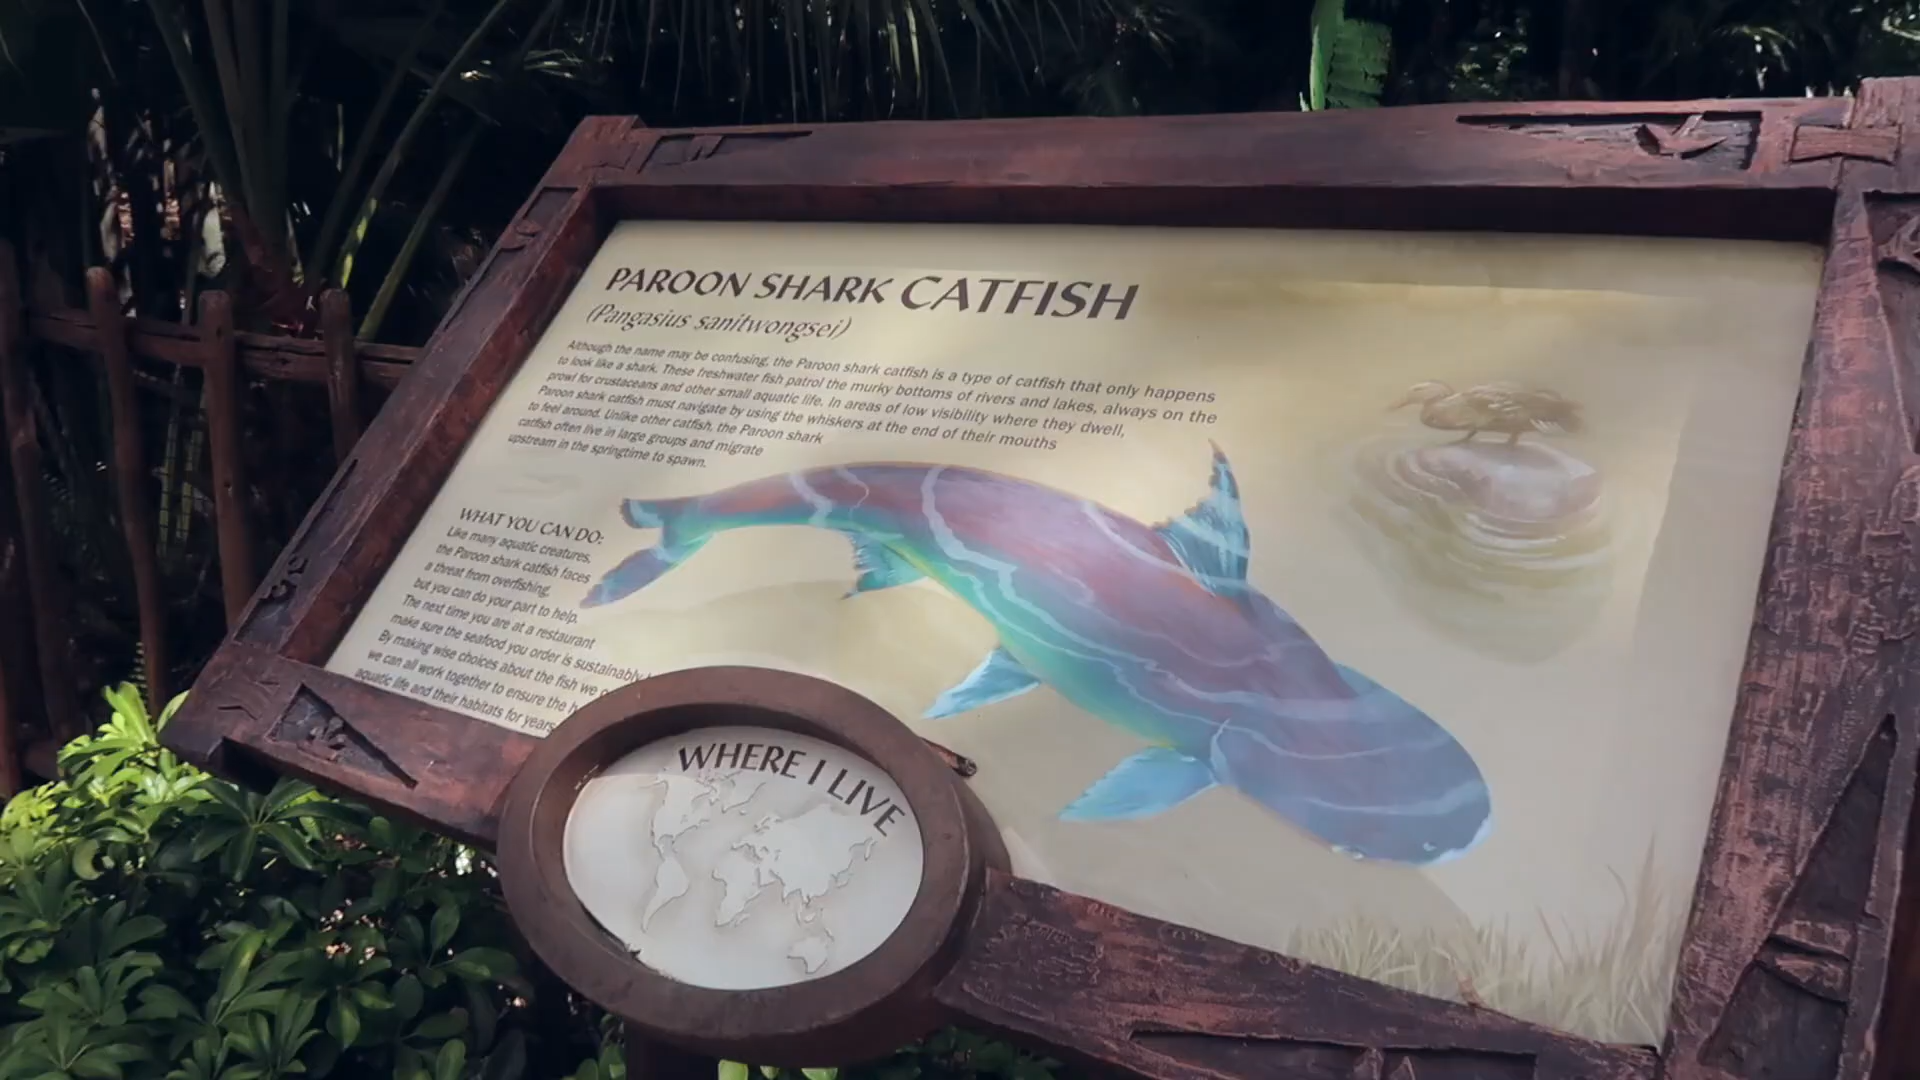 PAROON SHARK CATFISH
(Pangasius sanitwongsei)
Although the name may be confusing, the Paroon shark catfish is a type of catfish that only happens
to look like a shark. These freshwater fish patrol the murky bottoms of rivers and lakes, always on the
prowl for crustaceans and other small aquatic life. In areas of low visibility where they dwell,
Paroon shark catfish must navigate by using the whiskers at the end of their mouths
to feel around. Unlike other catfish, the Paroon shark
catfish often live in large groups and migrate
upstream in the springtime to spawn.
WHAT YOU CAN DO:
Like many aquatic creatures,
the Paroon shark catfish faces
a threat from overfishing,
but you can do your part to help.
The next time you are at a restaurant
make sure the seafood you order is sustainably
By making wise choices about the fish we
we can all work together to ensure the
aquatic life and their habitats for years
WHERE I LIVE